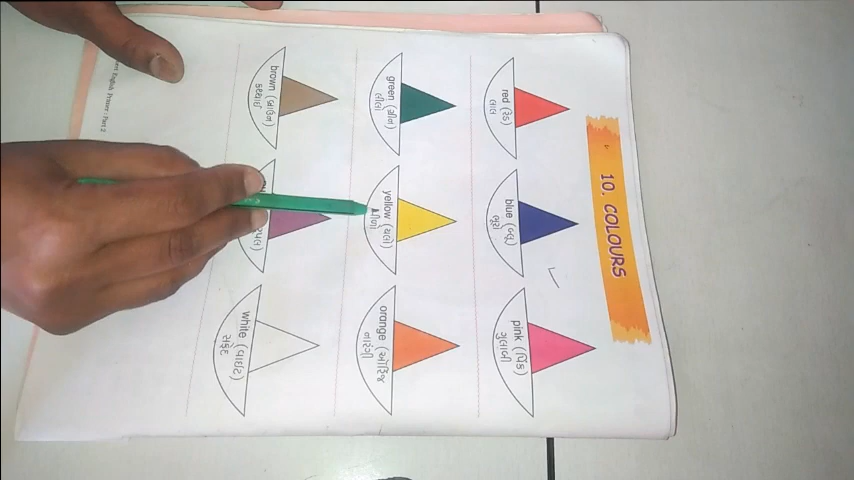 10. COLOURS
red (રેડ)
લાલ
blue (બ્લૂ)
ભૂરો
pink (પિંક)
ગુલાબી
green (ગ્રીન)
લીલો
yellow (યલો)
પીળો
orange (ઓરેન્જ)
નારંગી
brown (બ્રાઉન)
કથ્થાઈ
white (વ્હાઇટ)
સફેદ
English Primer : Part 2